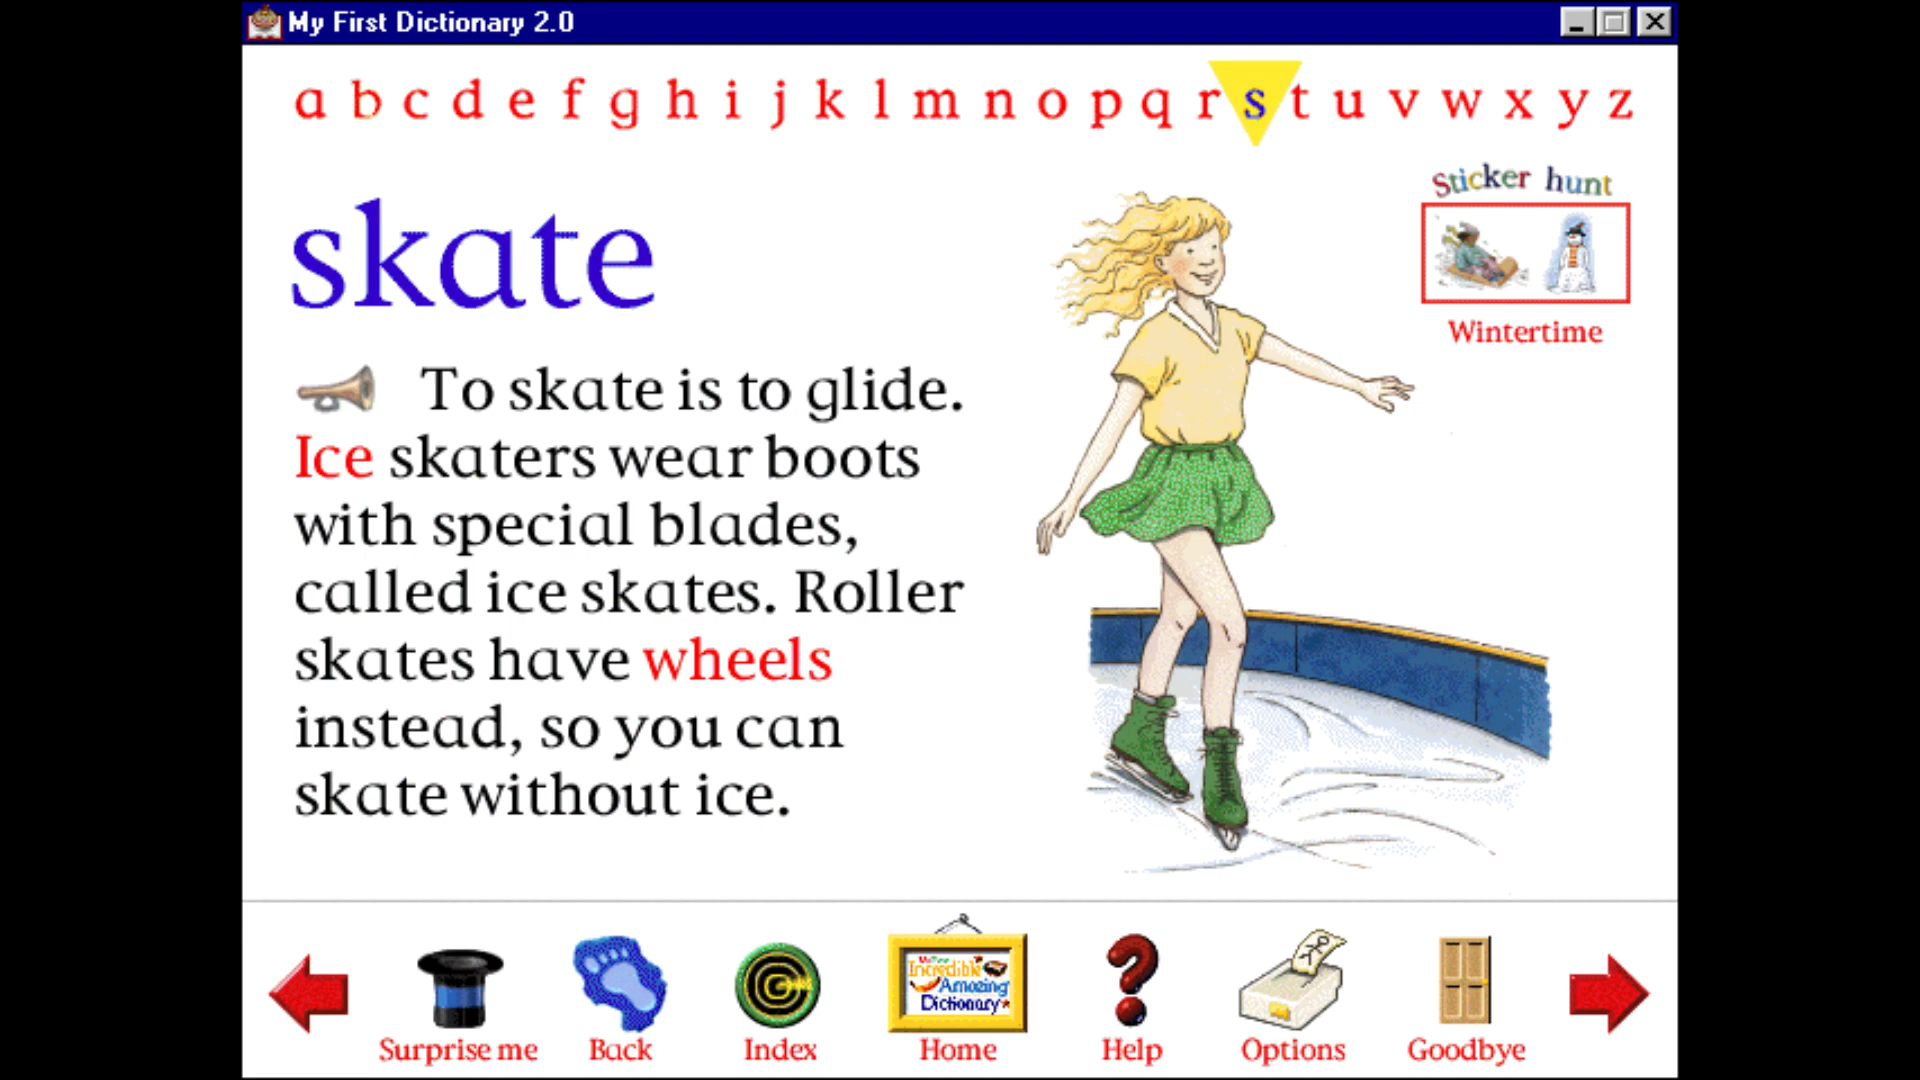 My First Dictionary 2.0
a b c d e f g h i j k l m n o p q r s t u v w x y z
Sticker hunt
Wintertime
skate
To skate is to glide.
Ice skaters wear boots
with special blades,
called ice skates. Roller
skates have wheels
instead, so you can
skate without ice.
My First
Incredible
Amazing
Dictionary
Surprise me
Back
Index
Home
Help
Options
Goodbye